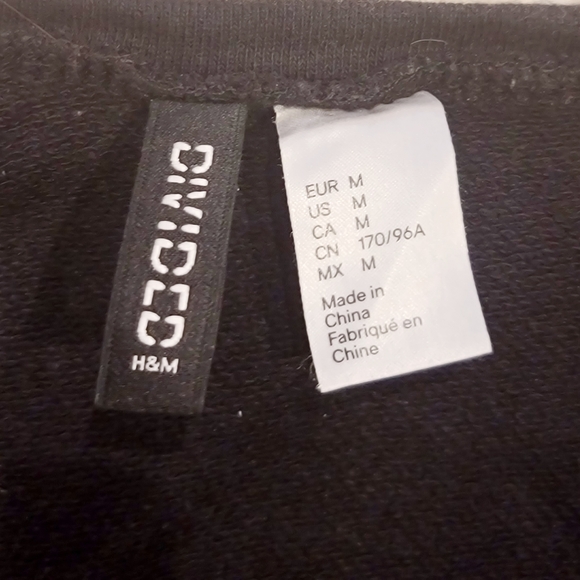 DIVIDED
H&M
EUR M
US M
CA M
CN 170/96A
MX M
Made in
China
Fabriqué en
Chine